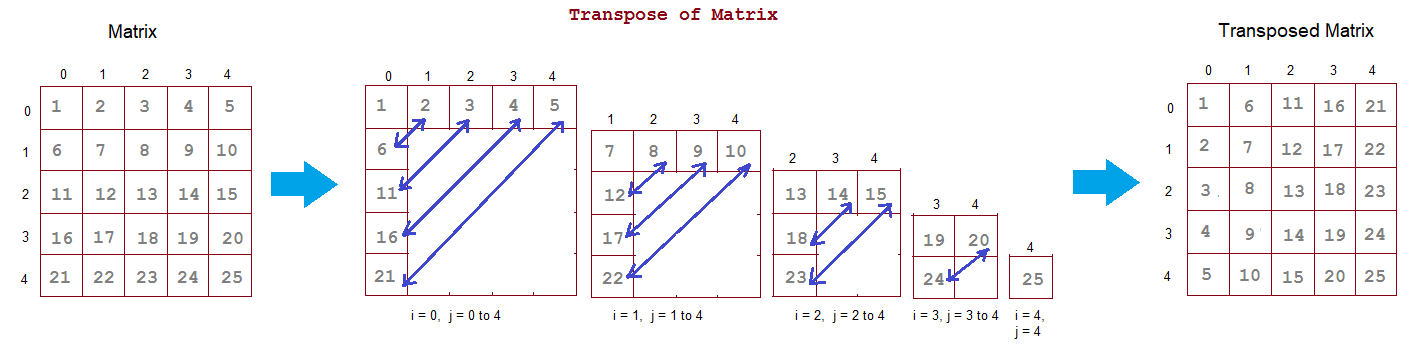 Transpose of Matrix
Matrix
0 1 2 3 4
0 1 2 3 4 5
1 6 7 8 9 10
2 11 12 13 14 15
3 16 17 18 19 20
4 21 22 23 24 25
0 1 2 3 4
1 2 3 4 5
6
11
16
21
i = 0, j = 0 to 4
1 2 3 4
7 8 9 10
12
17
22
i = 1, j = 1 to 4
2 3 4
13 14 15
18
23
i = 2, j = 2 to 4
3 4
19 20
24
i = 3, j = 3 to 4
4
25
i = 4,
j = 4
Transposed Matrix
0 1 2 3 4
0 1 6 11 16 21
1 2 7 12 17 22
2 3 8 13 18 23
3 4 9 14 19 24
4 5 10 15 20 25